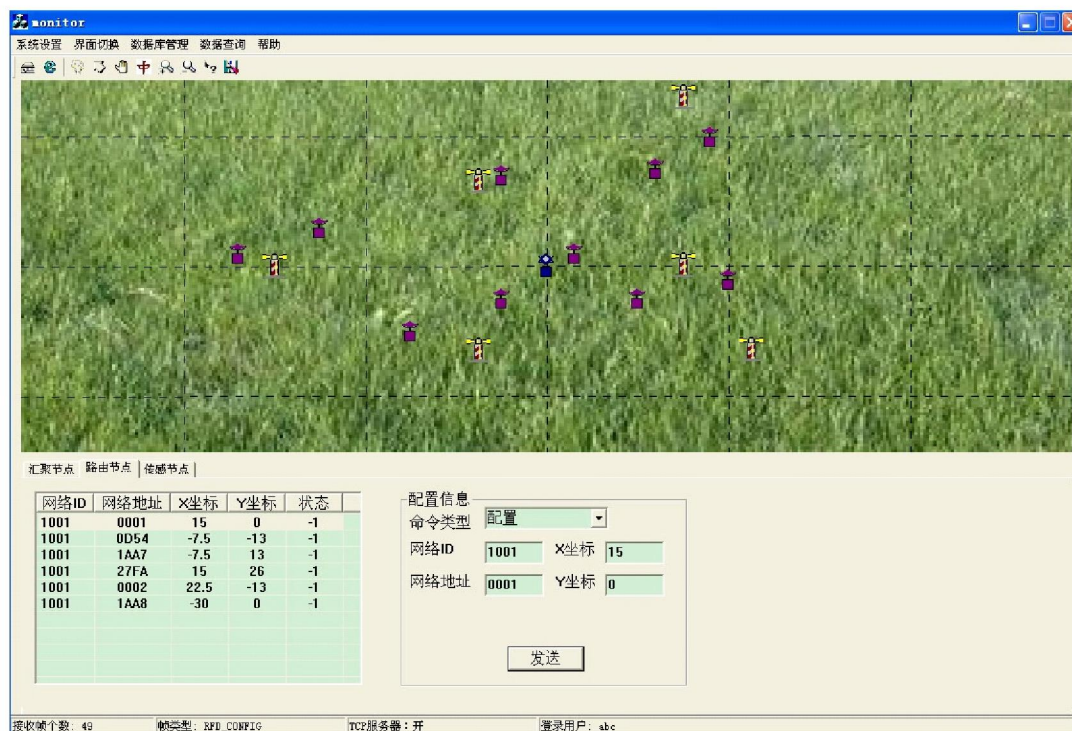 monitor
系统设置 界面切换 数据库管理 数据查询 帮助
中
汇聚节点 路由节点 传感节点
网络ID 网络地址 X坐标 Y坐标 状态
1001 0001 15 0 -1
1001 0D54 -7.5 -13 -1
1001 1AA7 -7.5 13 -1
1001 27FA 15 26 -1
1001 0002 22.5 -13 -1
1001 1AA8 -30 0 -1
配置信息
命令类型 配置
网络ID 1001 X坐标 15
网络地址 0001 Y坐标 0
发送
接收帧个数: 49 帧类型: RFD_CONFIG TCP服务器：开 登录用户: abc